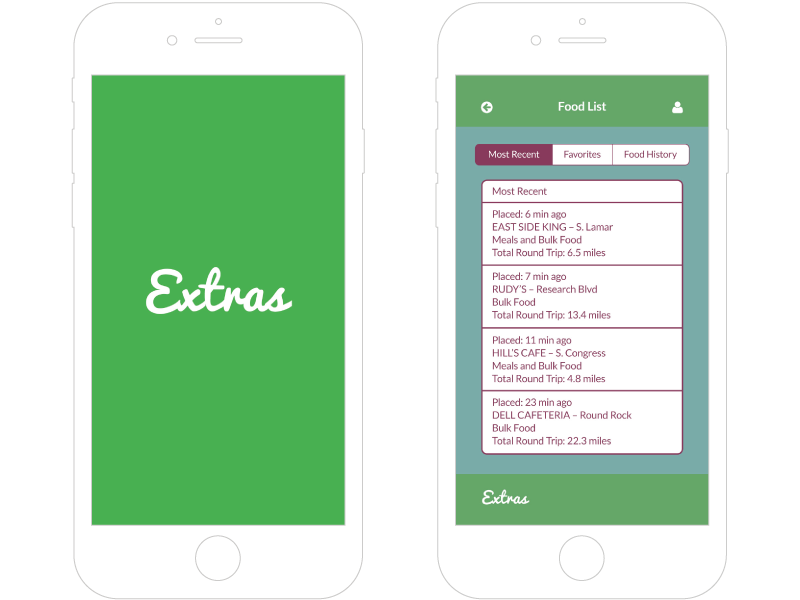 Extras
Food List
Most Recent
Favorites
Food History
Most Recent
Placed: 6 min ago
EAST SIDE KING – S. Lamar
Meals and Bulk Food
Total Round Trip: 6.5 miles
Placed: 7 min ago
RUDY'S – Research Blvd
Bulk Food
Total Round Trip: 13.4 miles
Placed: 11 min ago
HILL'S CAFE – S. Congress
Meals and Bulk Food
Total Round Trip: 4.8 miles
Placed: 23 min ago
DELL CAFETERIA – Round Rock
Bulk Food
Total Round Trip: 22.3 miles
Extras